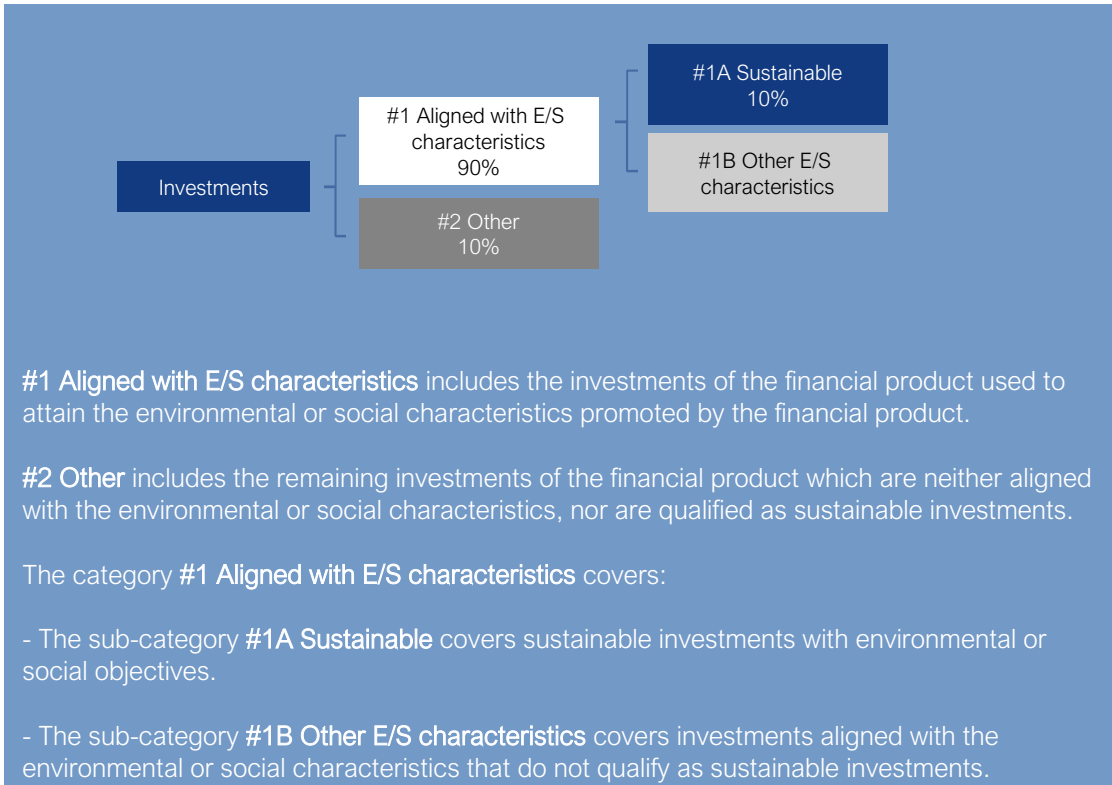 #1A Sustainable
10%
#1 Aligned with E/S
characteristics
90%
#1B Other E/S
characteristics
Investments
#2 Other
10%
#1 Aligned with E/S characteristics includes the investments of the financial product used to
attain the environmental or social characteristics promoted by the financial product.
#2 Other includes the remaining investments of the financial product which are neither aligned
with the environmental or social characteristics, nor are qualified as sustainable investments.
The category #1 Aligned with E/S characteristics covers:
- The sub-category #1A Sustainable covers sustainable investments with environmental or
social objectives.
- The sub-category #1B Other E/S characteristics covers investments aligned with the
environmental or social characteristics that do not qualify as sustainable investments.